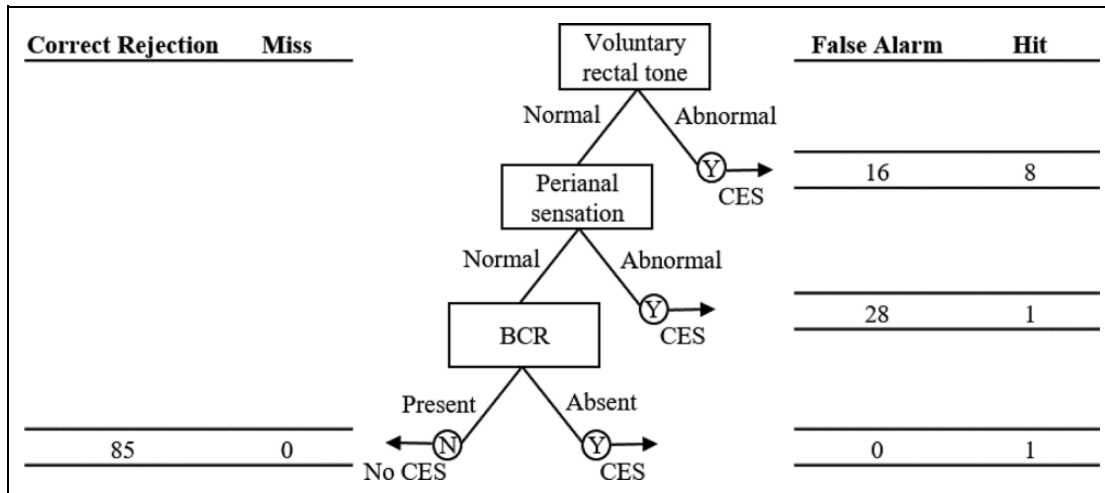 Correct Rejection Miss
Voluntary
rectal tone
False Alarm Hit
Normal
Abnormal
Y
CES
16 8
Perianal
sensation
Normal
Abnormal
Y
CES
28 1
BCR
Present
Absent
85 0
N
No CES
Y
CES
0 1